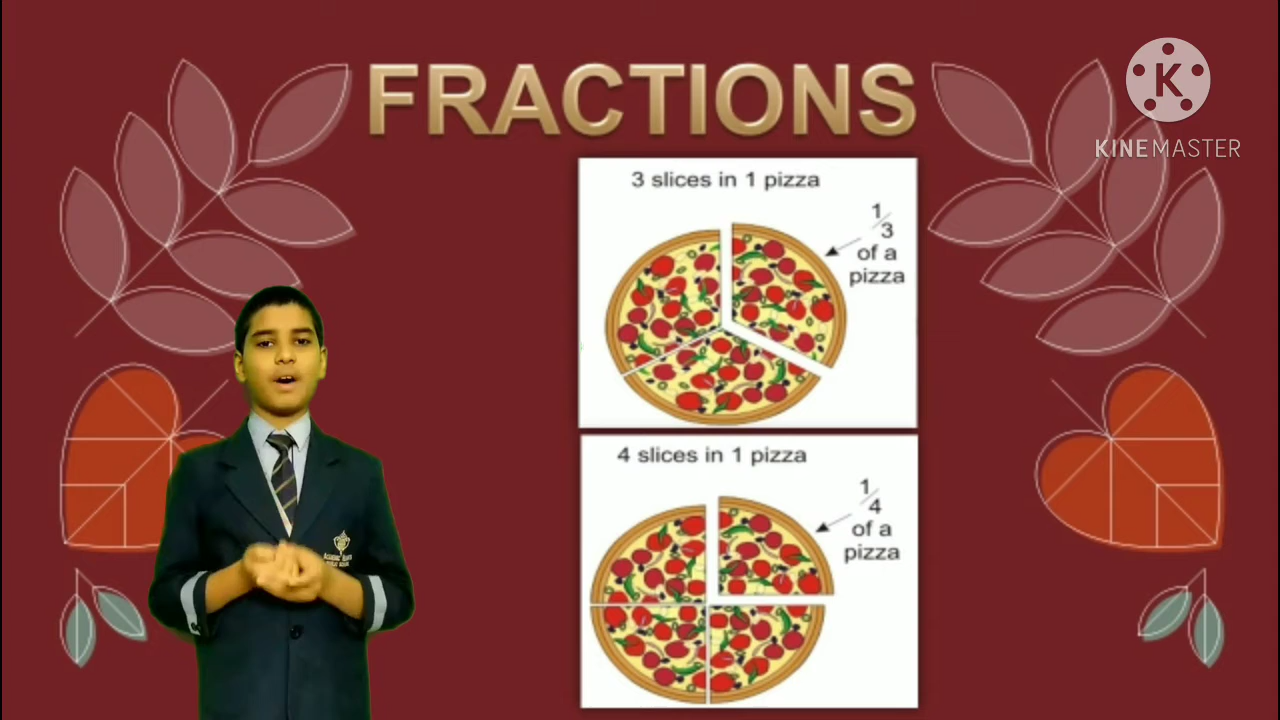 FRACTIONS
K
KINEMASTER
3 slices in 1 pizza
1/3
of a
pizza
4 slices in 1 pizza
1/4
of a
pizza